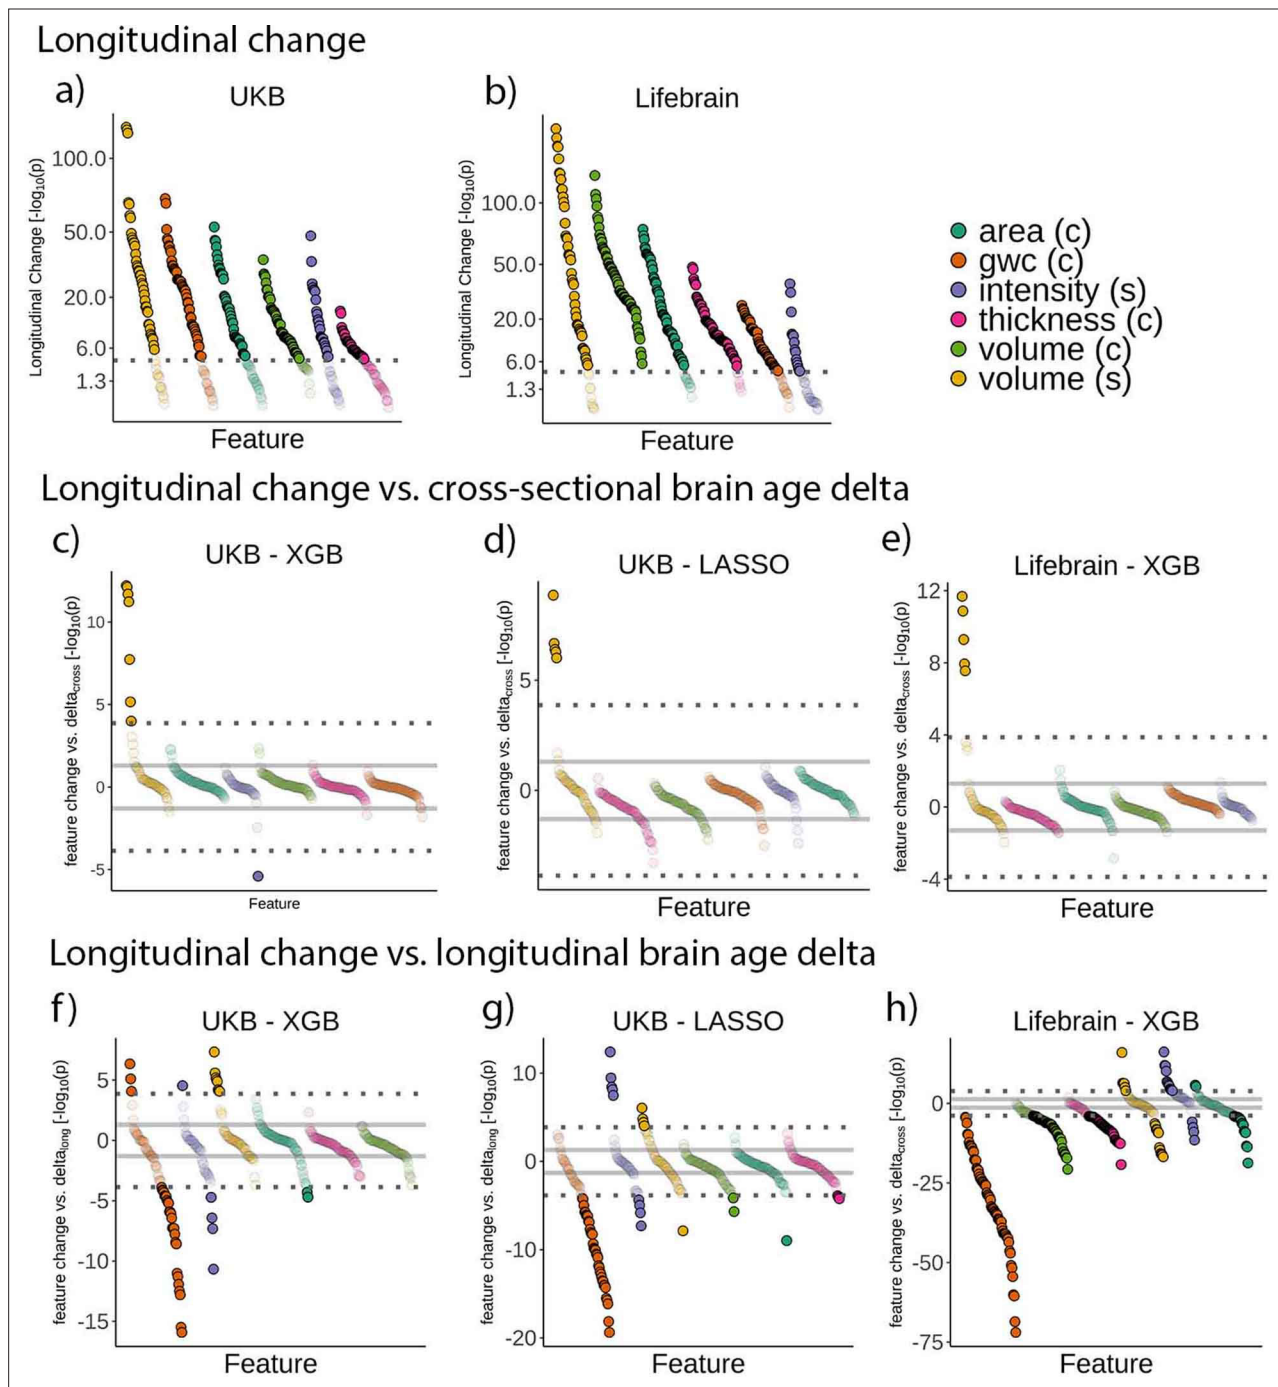 Longitudinal change
a) UKB
b) Lifebrain
Longitudinal Change [-log10(p)
100.0
50.0
20.0
6.0
1.3
Feature
Longitudinal Change [-log10(p)
100.0
50.0
20.0
6.0
1.3
Feature
area (c)
gwc (c)
intensity (s)
thickness (c)
volume (c)
volume (s)
Longitudinal change vs. cross-sectional brain age delta
c) UKB - XGB
d) UKB - LASSO
e) Lifebrain - XGB
feature change vs. deltacross [-log10(p)
10
5
0
-5
Feature
feature change vs. deltacross [-log10(p)
5
0
Feature
feature change vs. deltacross [-log10(p)
12
8
4
0
-4
Feature
Longitudinal change vs. longitudinal brain age delta
f) UKB - XGB
g) UKB - LASSO
h) Lifebrain - XGB
feature change vs. deltalong [-log10(p)
5
0
-5
-10
-15
Feature
feature change vs. deltalong [-log10(p)
10
0
-10
-20
Feature
feature change vs. deltacross [-log10(p)
0
-25
-50
-75
Feature